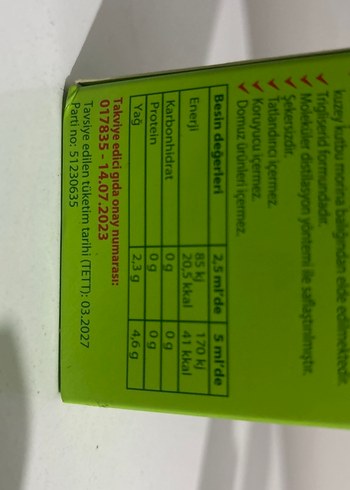 kuzey kutbu morina balığından elde edilmektedir.
✓ Trigliserid formundadır.
✓ Moleküler distilasyon yöntemi ile saflaştırılmıştır.
✓ Şekersizdir.
✓ Tatlandırıcı içermez.
✓ Koruyucu içermez.
✓ Domuz ürünleri içermez.
Besin değerleri 2,5 ml'de 5 ml'de
Enerji 85 kj 170 kj
20,5 kkal 41 kkal
Karbonhidrat 0 g 0 g
Protein 0 g 0 g
Yağ 2,3 g 4,6 g
Takviye edici gıda onay numarası:
017835 - 14.07.2023
Tavsiye edilen tüketim tarihi (TETT): 03.2027
Parti no: 51230635